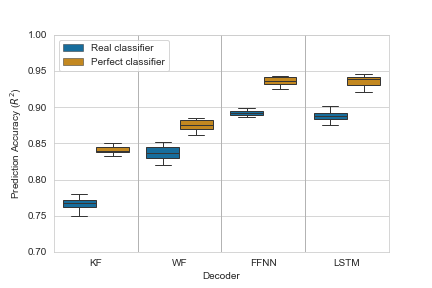 1.00
0.95
0.90
0.85
0.80
0.75
0.70
Prediction Accuracy (R²)
Real classifier
Perfect classifier
KF WF FFNN LSTM
Decoder